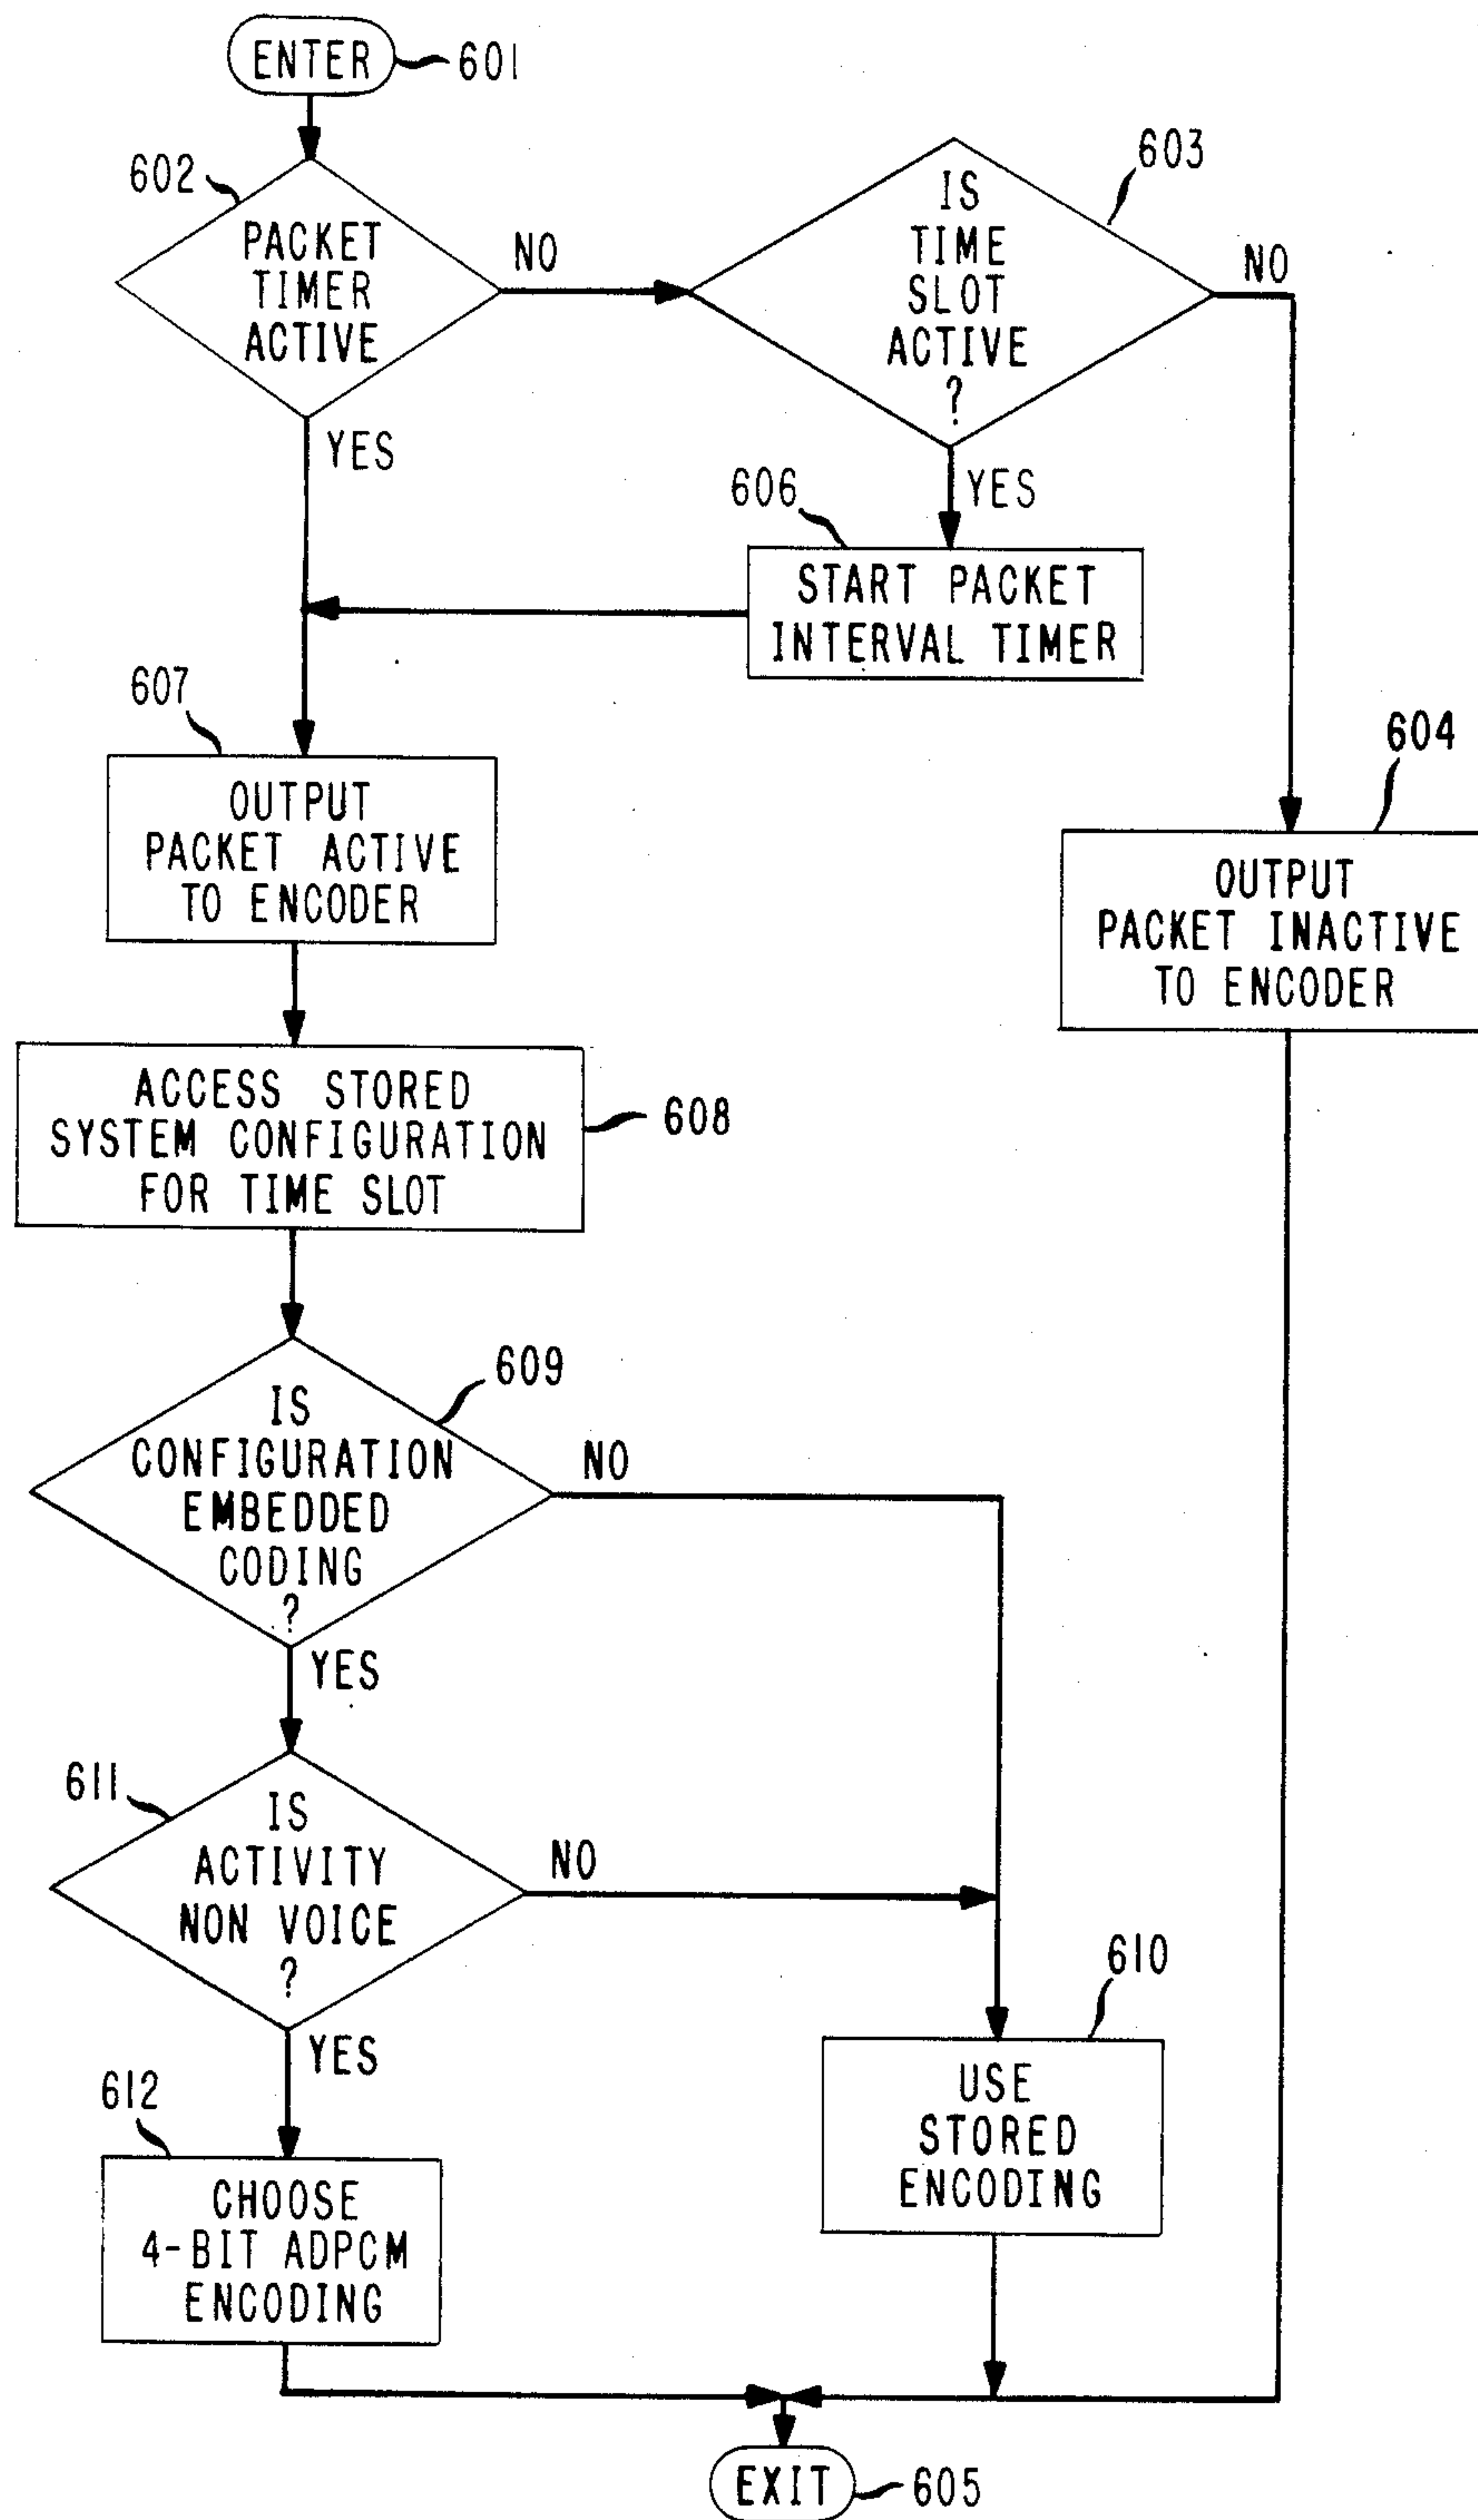 ENTER
601
602
PACKET
TIMER
ACTIVE
NO
YES
603
IS
TIME
SLOT
ACTIVE
?
NO
YES
606
START PACKET
INTERVAL TIMER
607
OUTPUT
PACKET ACTIVE
TO ENCODER
604
OUTPUT
PACKET INACTIVE
TO ENCODER
ACCESS STORED
SYSTEM CONFIGURATION
FOR TIME SLOT
608
609
IS
CONFIGURATION
EMBEDDED
CODING
?
NO
YES
611
IS
ACTIVITY
NON VOICE
?
NO
YES
610
USE
STORED
ENCODING
612
CHOOSE
4-BIT ADPCM
ENCODING
EXIT
605